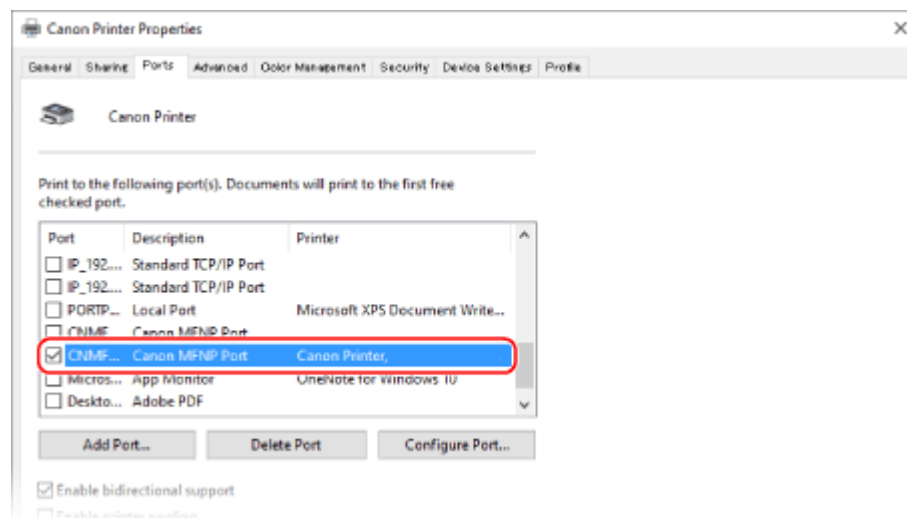 Canon Printer Properties
General Sharing Ports Advanced Color Management Security Device Settings Profile
Canon Printer
Print to the following port(s). Documents will print to the first free
checked port.
Port Description Printer
IP_192.... Standard TCP/IP Port
IP_192.... Standard TCP/IP Port
PORTP... Local Port Microsoft XPS Document Write...
CNMF... Canon MFNP Port
CNMF... Canon MFNP Port Canon Printer,
Micros... App Monitor OneNote for Windows 10
Deskto... Adobe PDF
Add Port... Delete Port Configure Port...
Enable bidirectional support
Enable printer pooling